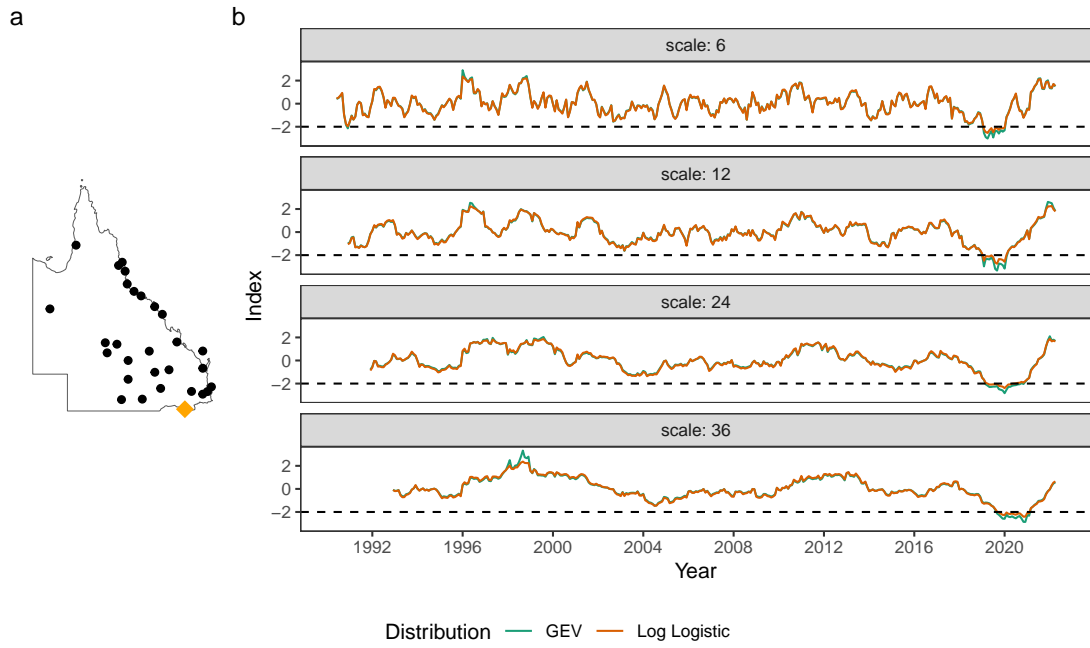 a
b
scale: 6
2
0
−2
scale: 12
2
0
−2
scale: 24
2
0
−2
scale: 36
2
0
−2
Index
1992 1996 2000 2004 2008 2012 2016 2020
Year
Distribution GEV Log Logistic